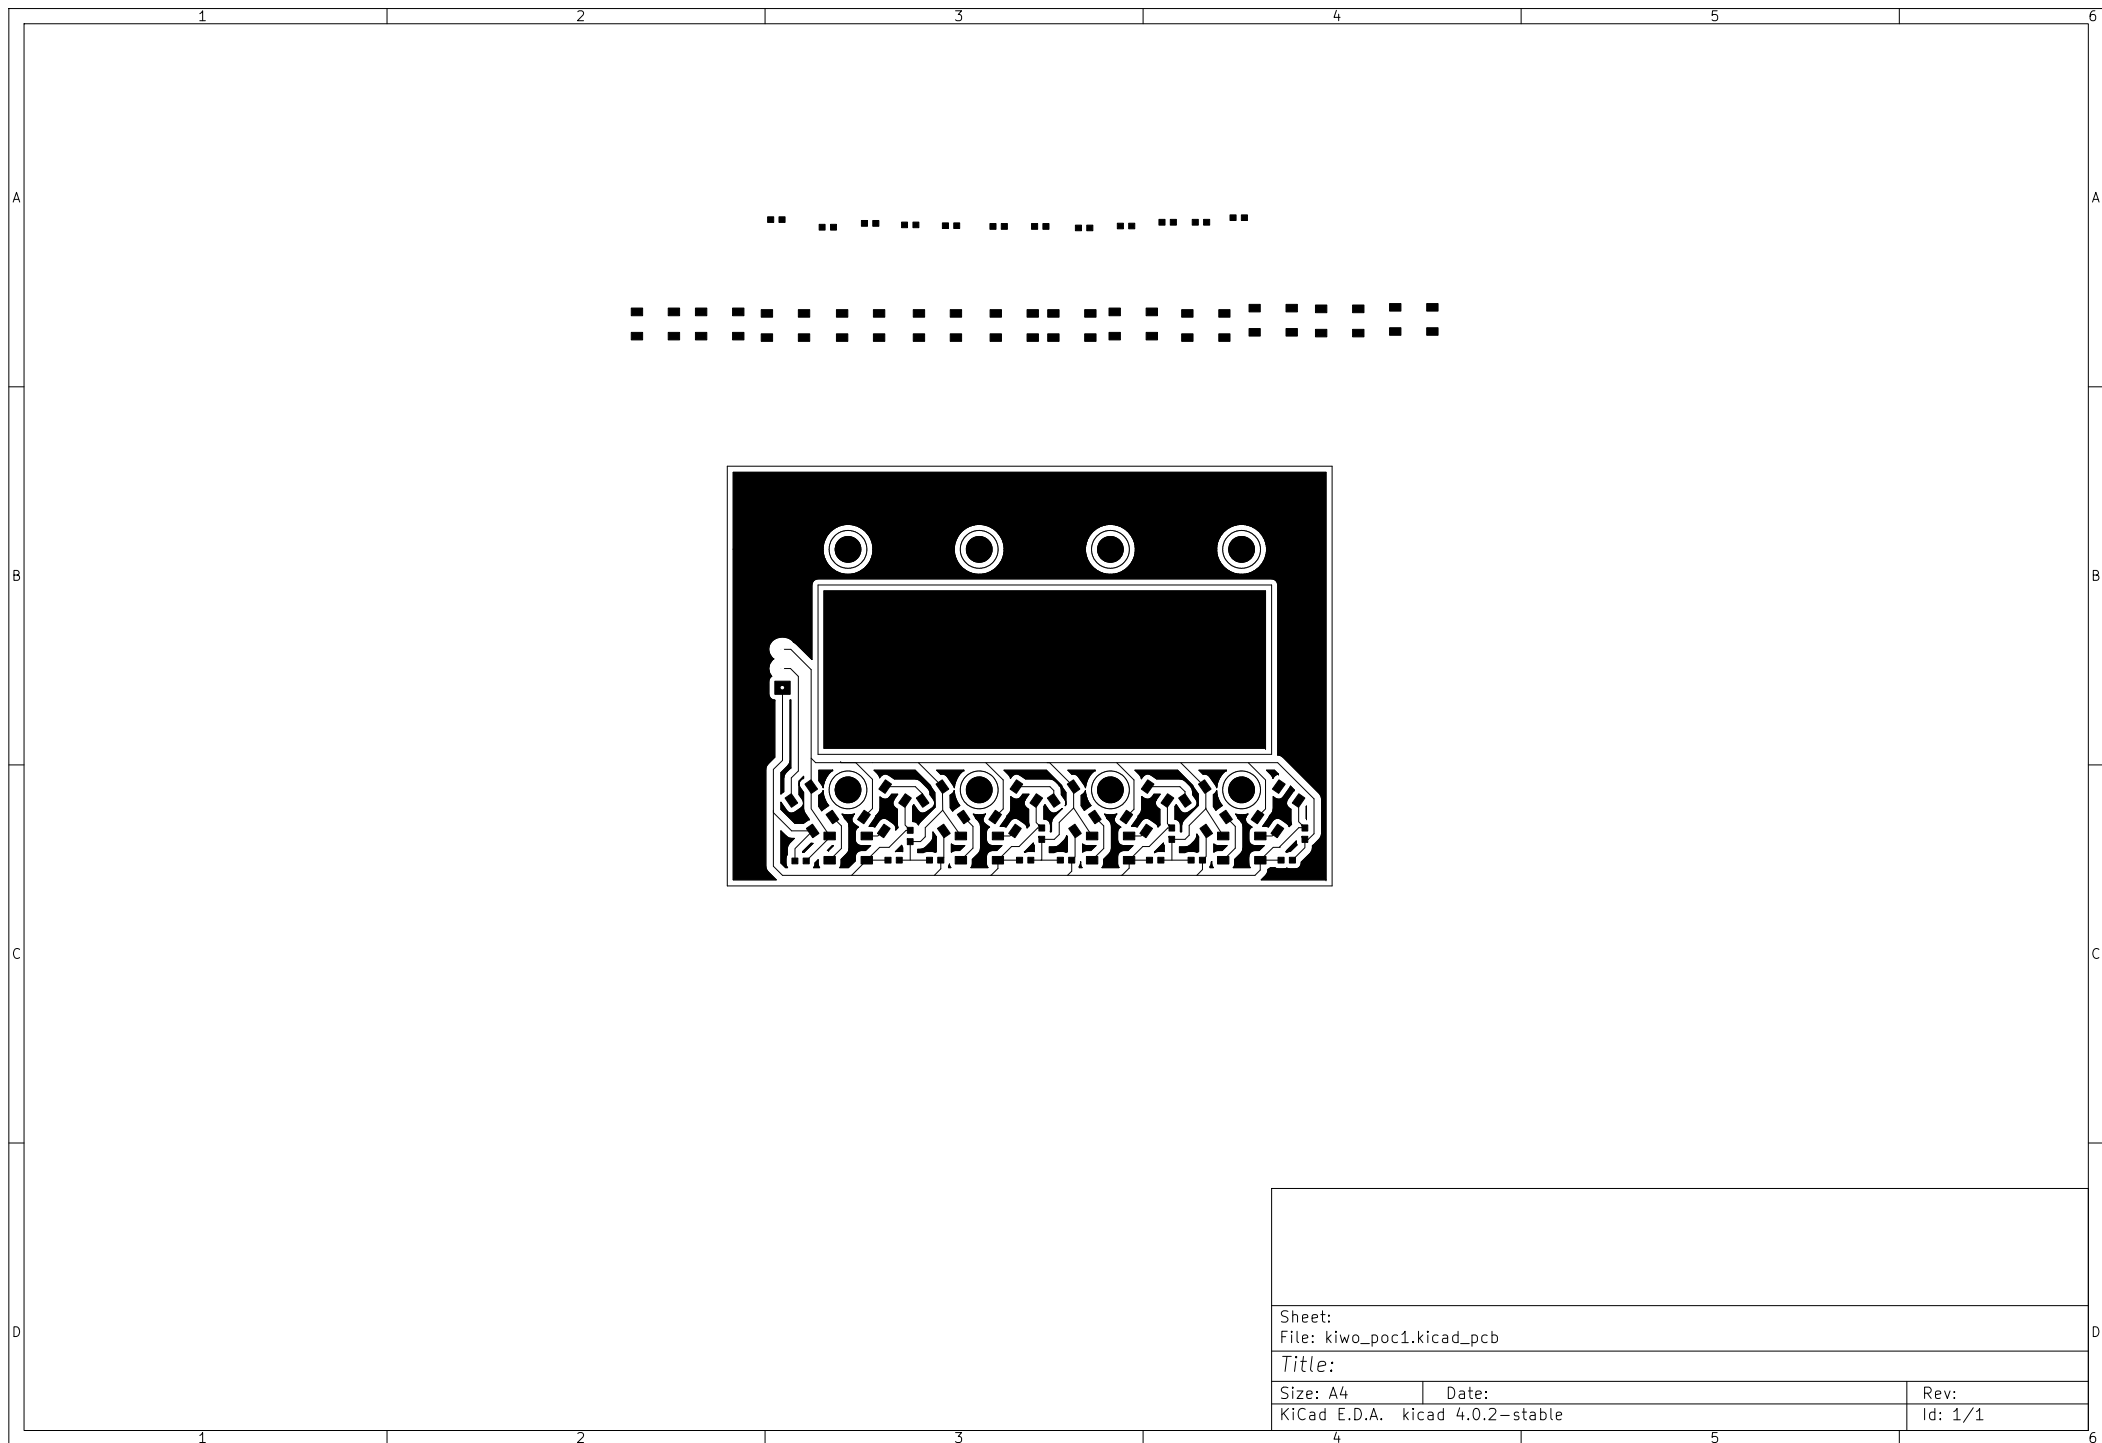 1 2 3 4 5 6
A A
B B
C C
D D
Sheet:
File: kiwo_poc1.kicad_pcb
Title:
Size: A4 Date: Rev:
KiCad E.D.A. kicad 4.0.2-stable Id: 1/1
1 2 3 4 5 6